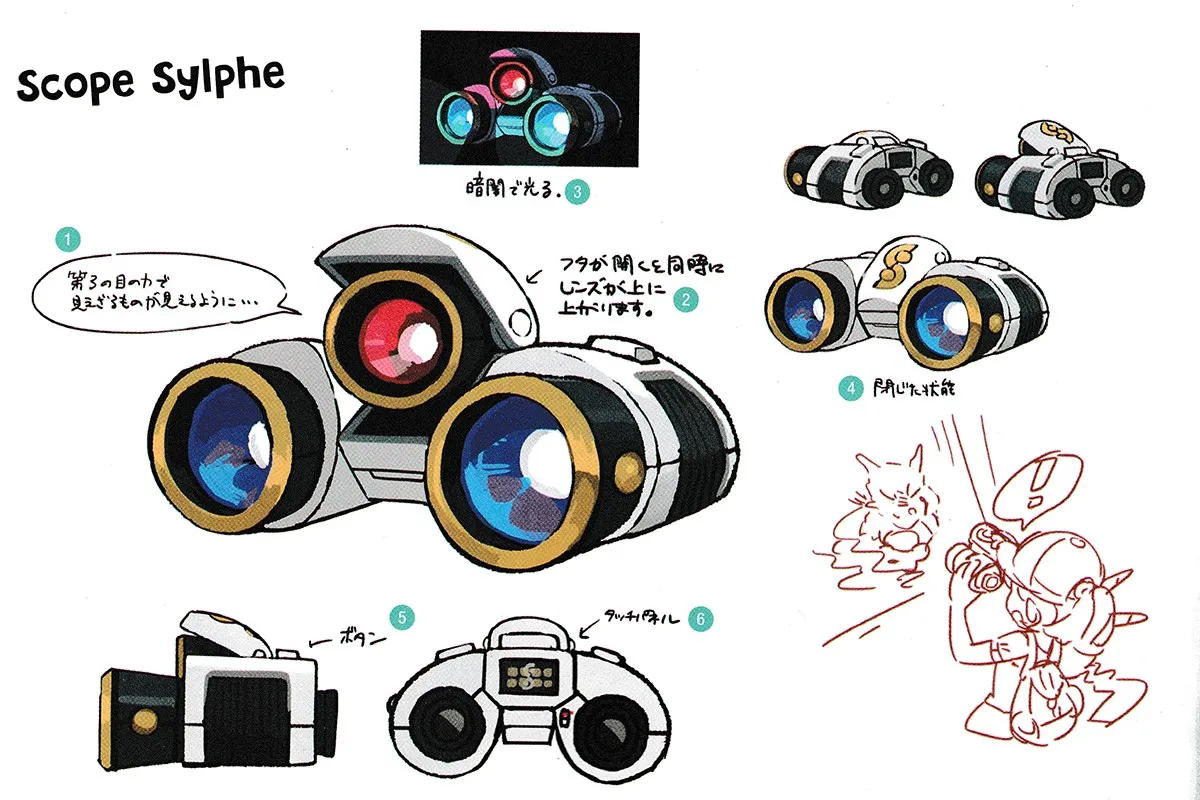 Scope Sylphe
暗闇で光る。 3
1
第3の目の力で
見えざるものが見えるように…
フタが開くと同時に
レンズが上に
上がります。 2
4 閉じた状態
!!
ボタン 5
タッチパネル 6